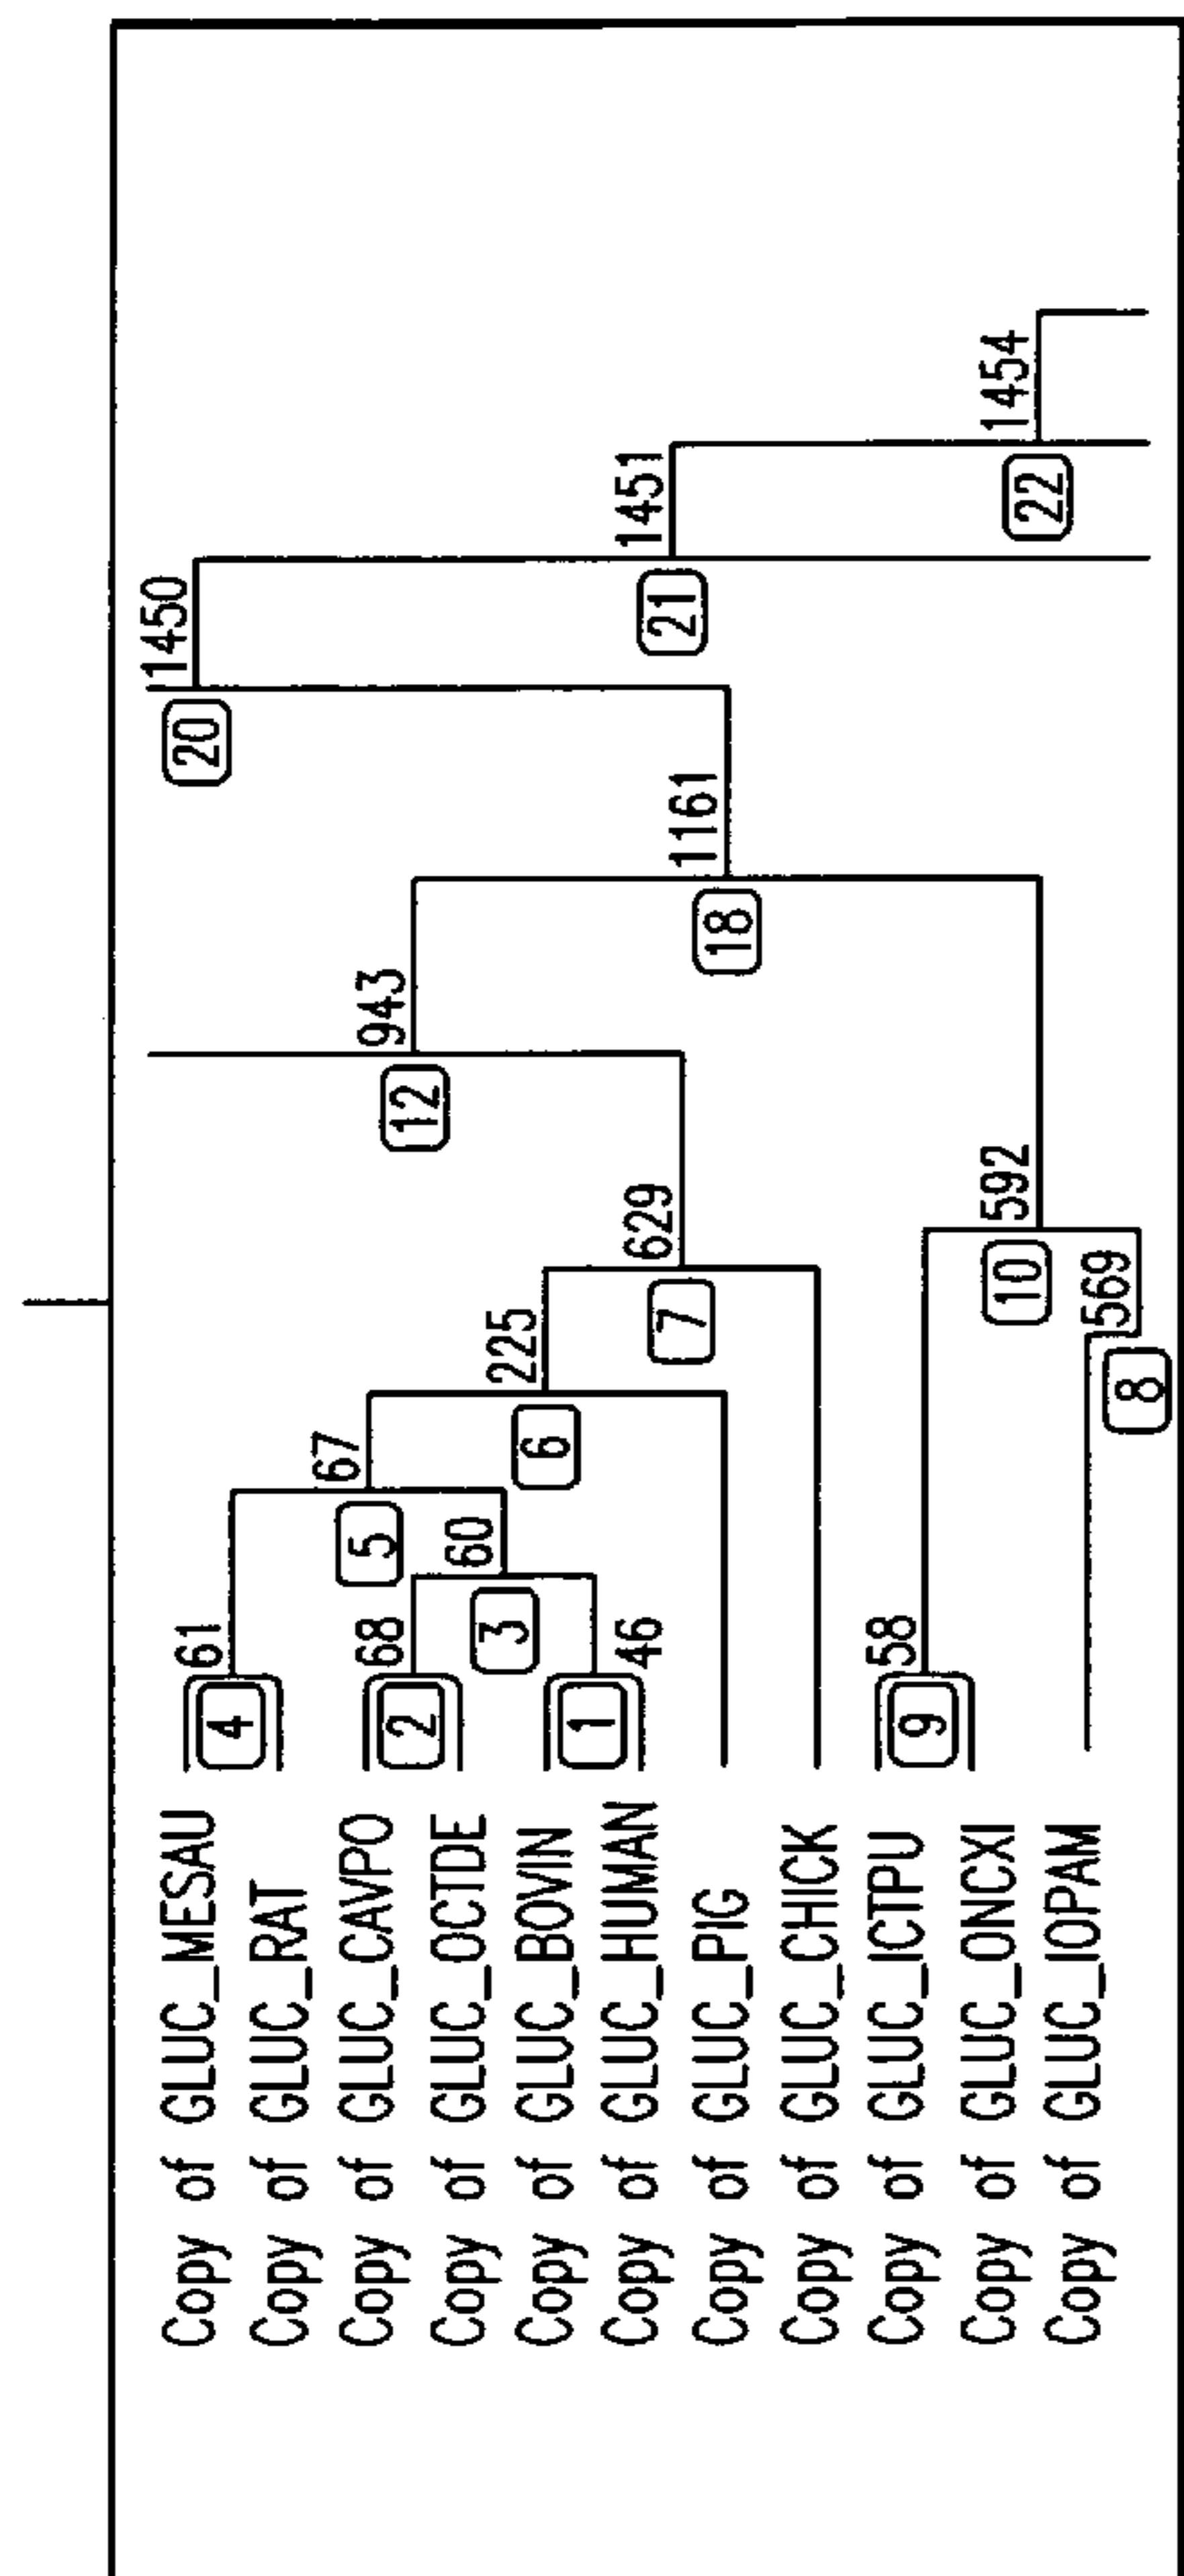 Copy of GLUC_MESAU
Copy of GLUC_RAT
Copy of GLUC_CAVPO
Copy of GLUC_OCTDE
Copy of GLUC_BOVIN
Copy of GLUC_HUMAN
Copy of GLUC_PIG
Copy of GLUC_CHICK
Copy of GLUC_ICTPU
Copy of GLUC_ONCXI
Copy of GLUC_IOPAM
4
61
2
68
1
46
3
60
5
67
6
225
7
629
9
58
8
569
10
592
12
943
18
1161
20
1450
21
1451
22
1454